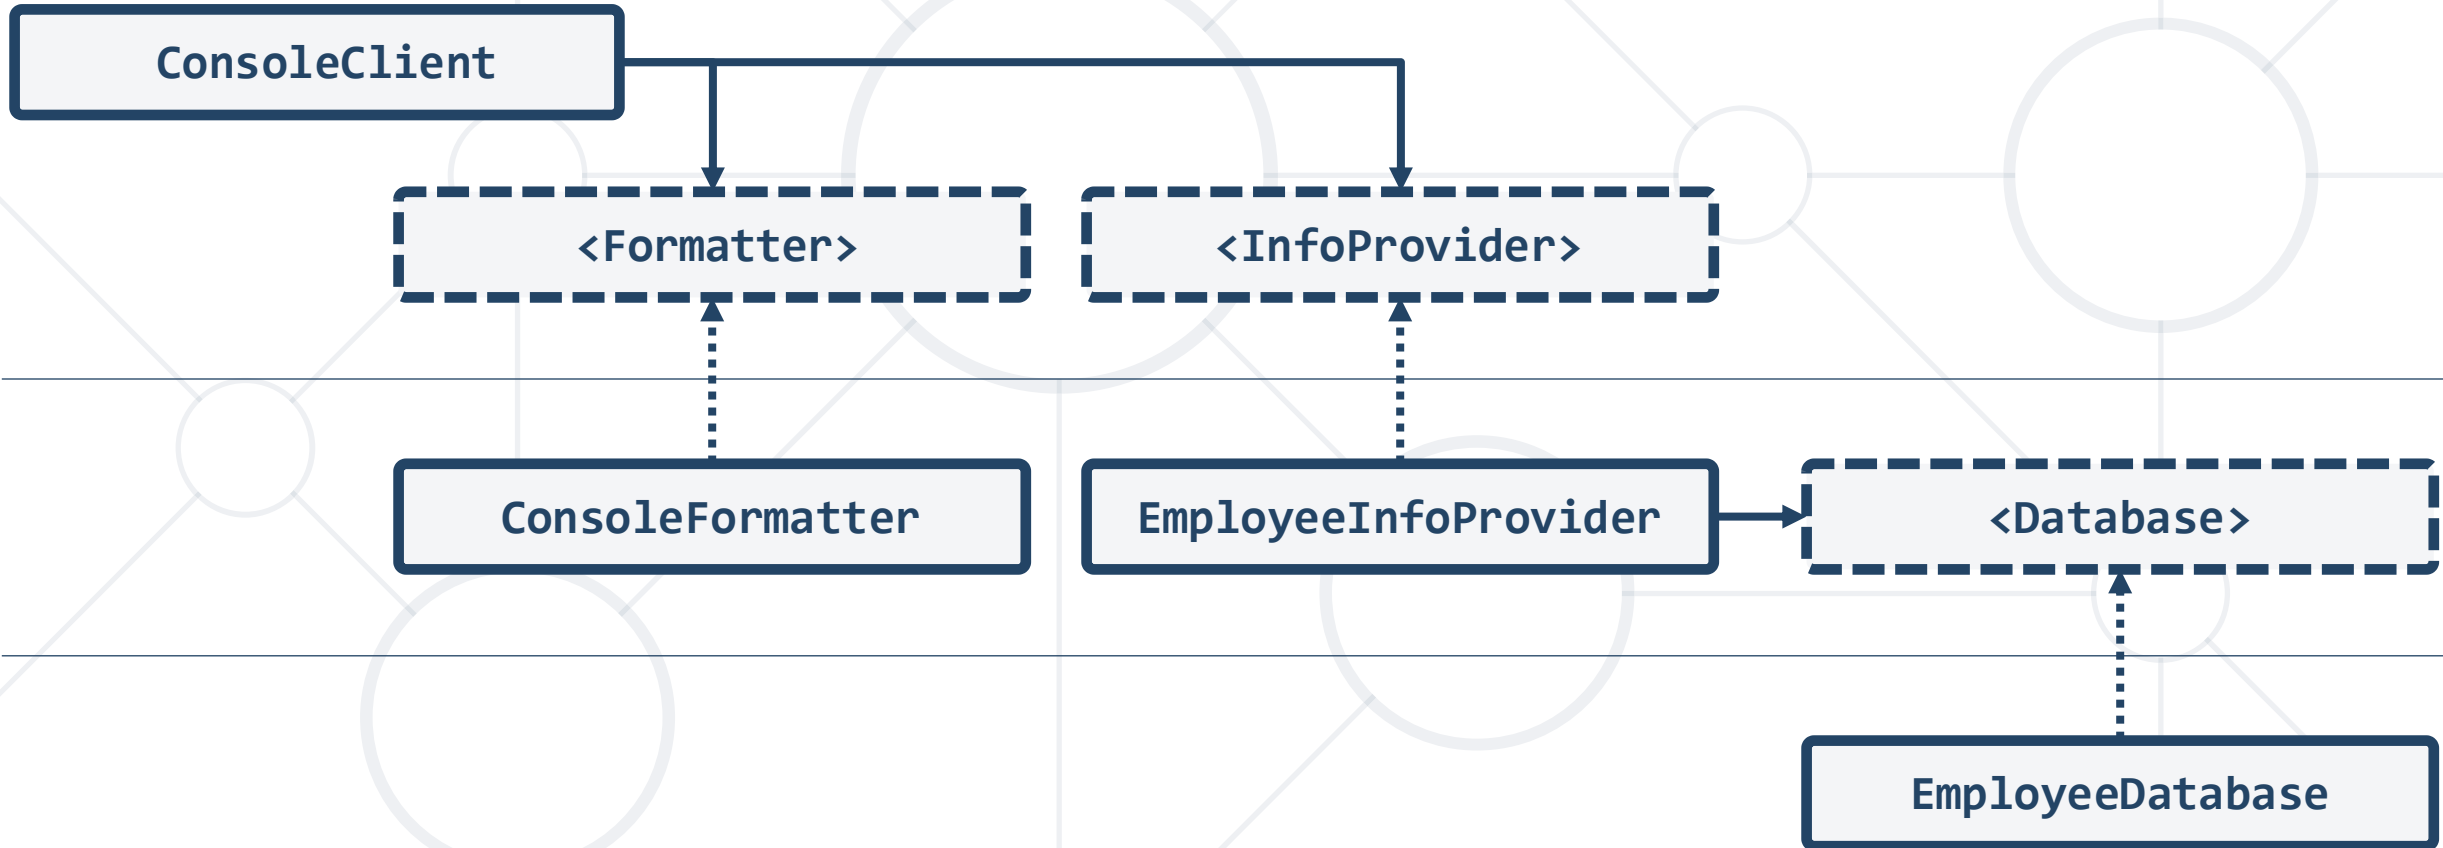 ConsoleClient
<Formatter>
<InfoProvider>
ConsoleFormatter
EmployeeInfoProvider
<Database>
EmployeeDatabase